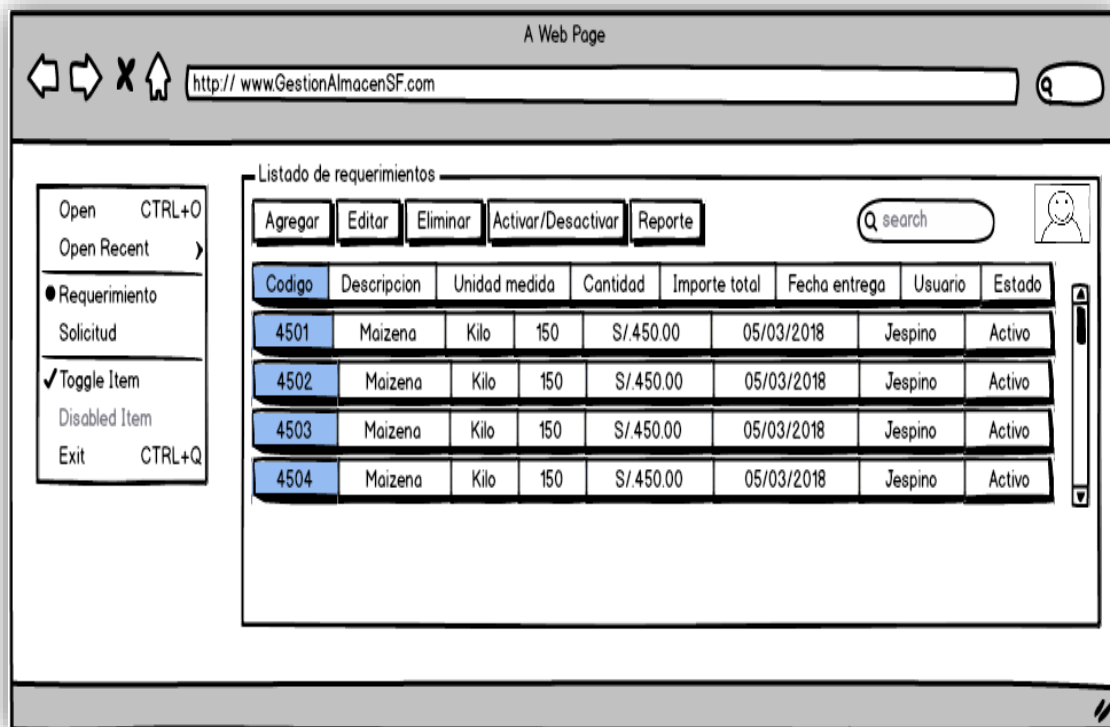 A Web Page
http:// www.GestionAlmacenSF.com
Open CTRL+O
Open Recent
Requerimiento
Solicitud
Toggle Item
Disabled Item
Exit CTRL+Q
Listado de requerimientos
Agregar Editar Eliminar Activar/Desactivar Reporte search
Codigo Descripcion Unidad medida Cantidad Importe total Fecha entrega Usuario Estado
4501 Maizena Kilo 150 S/.450.00 05/03/2018 Jespino Activo
4502 Maizena Kilo 150 S/.450.00 05/03/2018 Jespino Activo
4503 Maizena Kilo 150 S/.450.00 05/03/2018 Jespino Activo
4504 Maizena Kilo 150 S/.450.00 05/03/2018 Jespino Activo